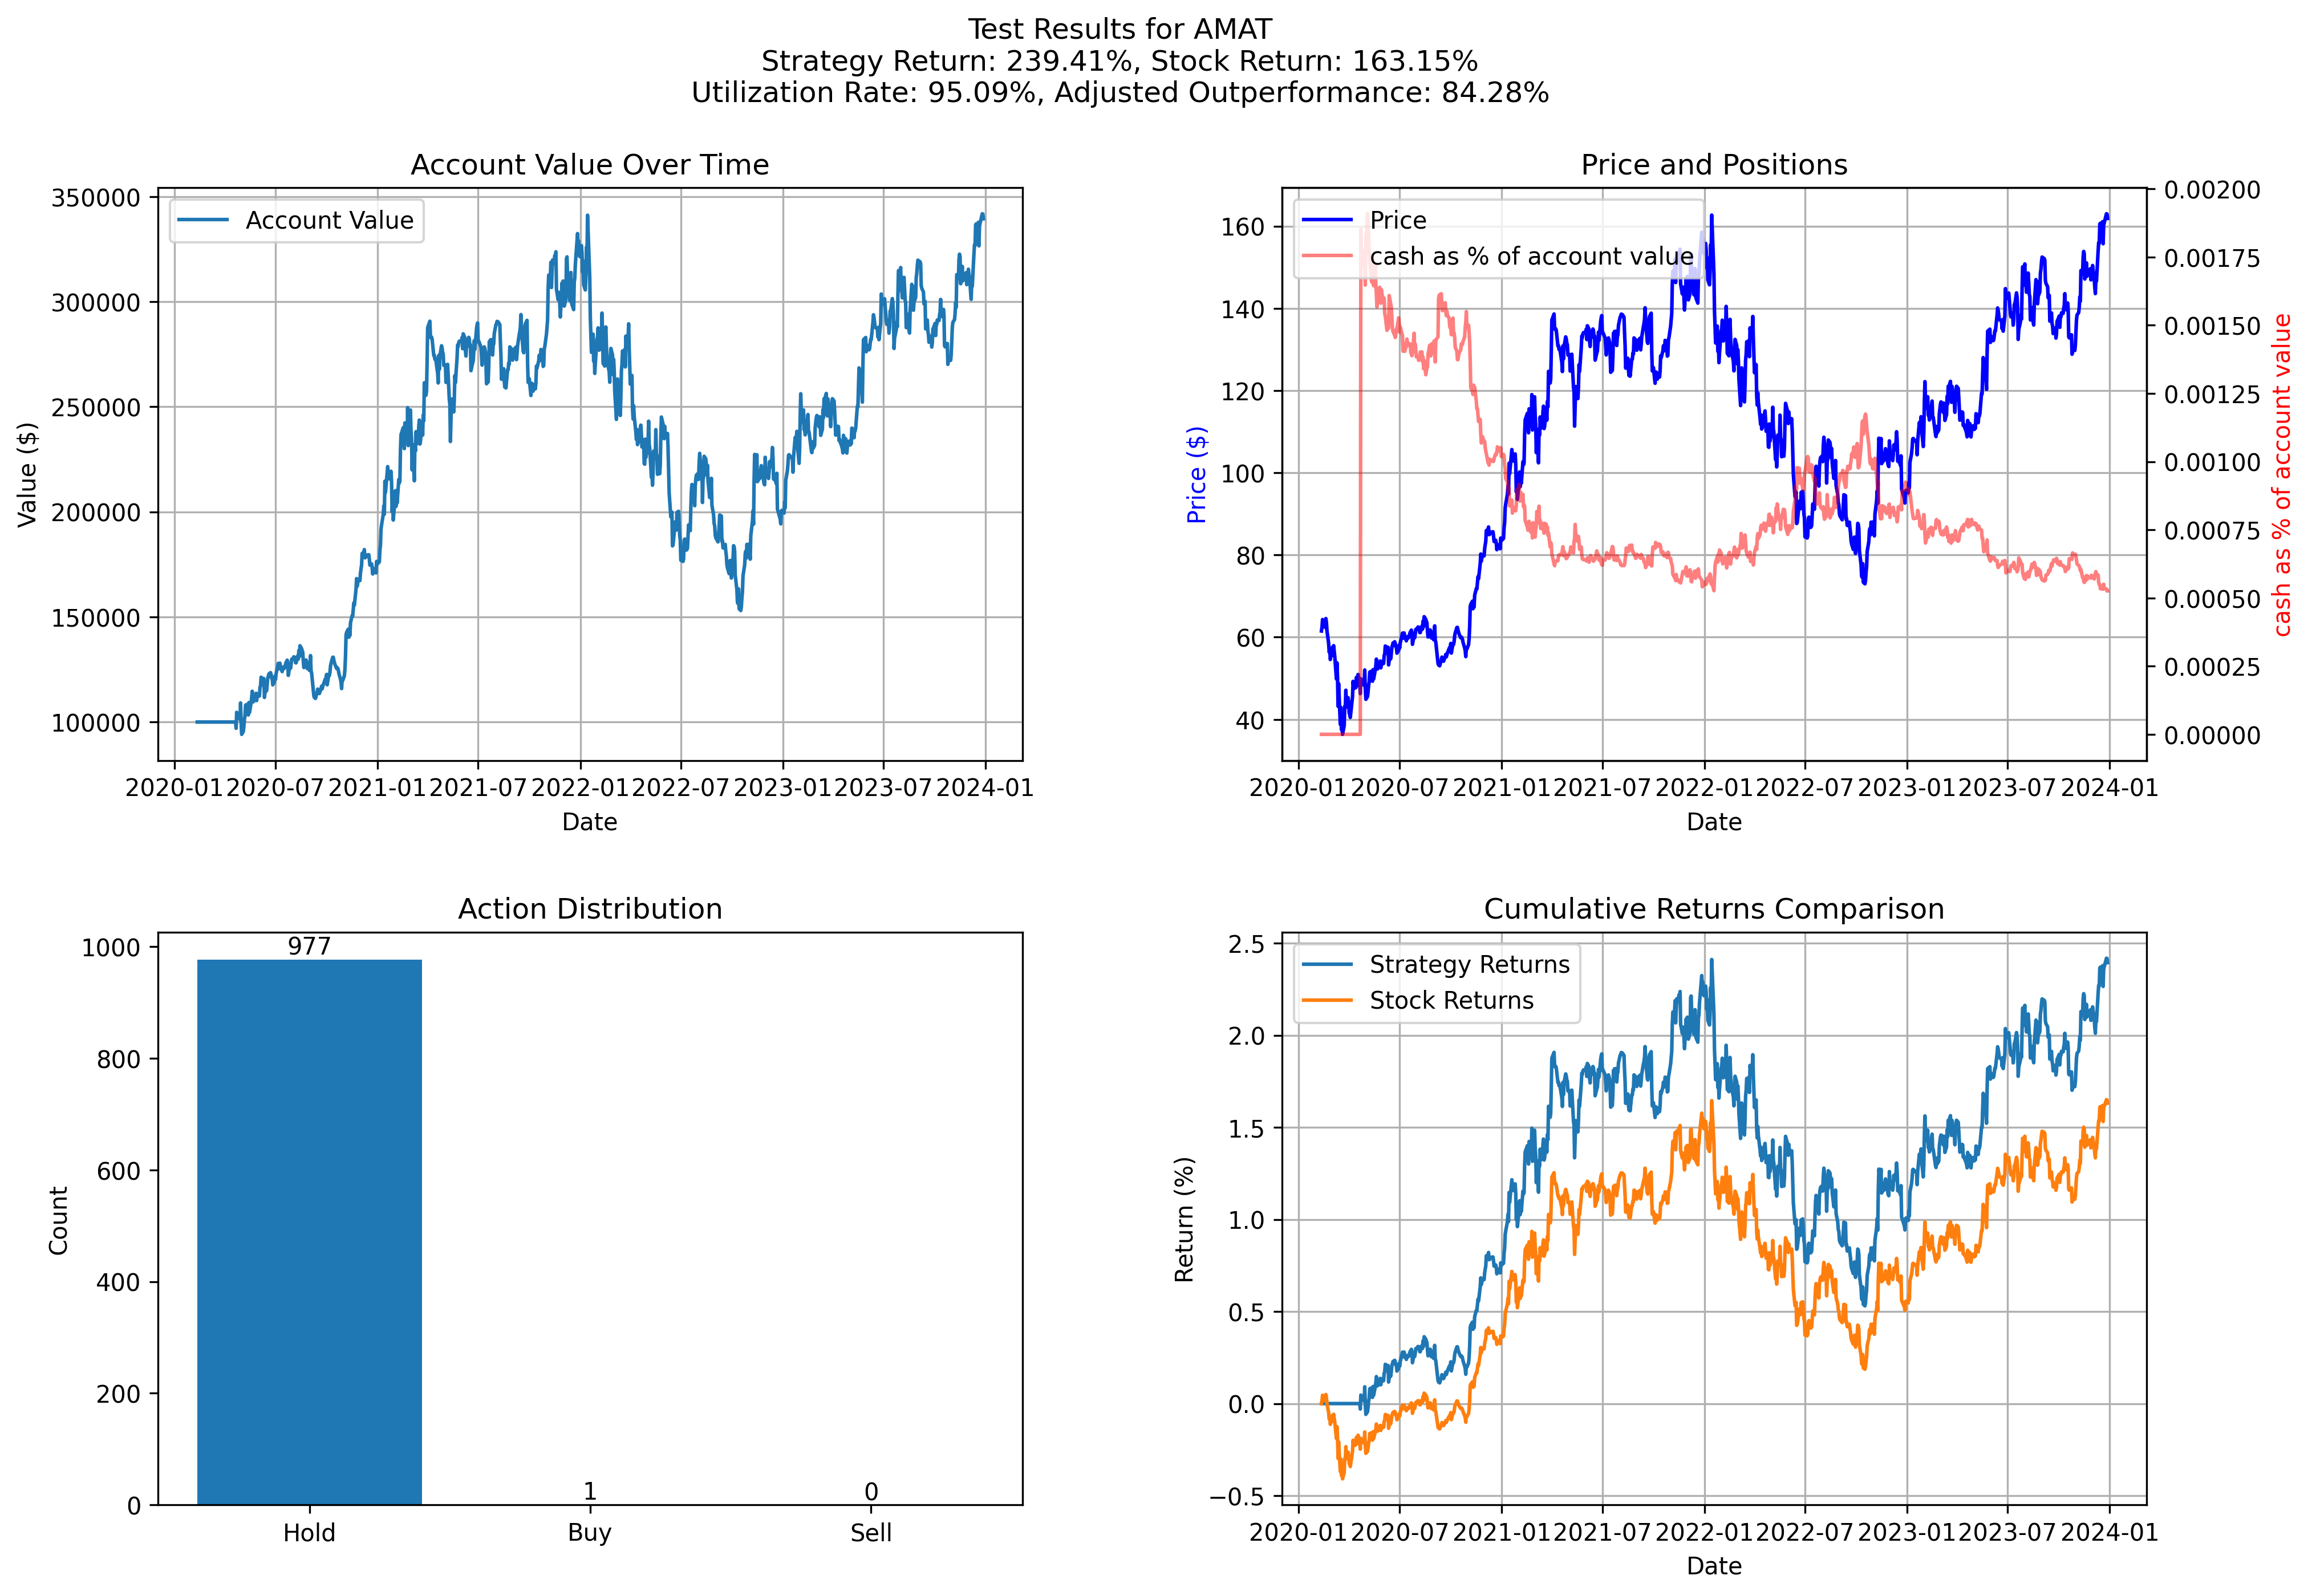 Test Results for AMAT
Strategy Return: 239.41%, Stock Return: 163.15%
Utilization Rate: 95.09%, Adjusted Outperformance: 84.28%
Account Value Over Time
Account Value
350000
300000
250000
200000
150000
100000
Value ($)
2020-01 2020-07 2021-01 2021-07 2022-01 2022-07 2023-01 2023-07 2024-01
Date
Price and Positions
Price
cash as % of account value
160
140
120
100
80
60
40
Price ($)
0.00200
0.00175
0.00150
0.00125
0.00100
0.00075
0.00050
0.00025
0.00000
cash as % of account value
2020-01 2020-07 2021-01 2021-07 2022-01 2022-07 2023-01 2023-07 2024-01
Date
Action Distribution
1000
800
600
400
200
0
Count
977
1
0
Hold Buy Sell
Cumulative Returns Comparison
Strategy Returns
Stock Returns
2.5
2.0
1.5
1.0
0.5
0.0
−0.5
Return (%)
2020-01 2020-07 2021-01 2021-07 2022-01 2022-07 2023-01 2023-07 2024-01
Date